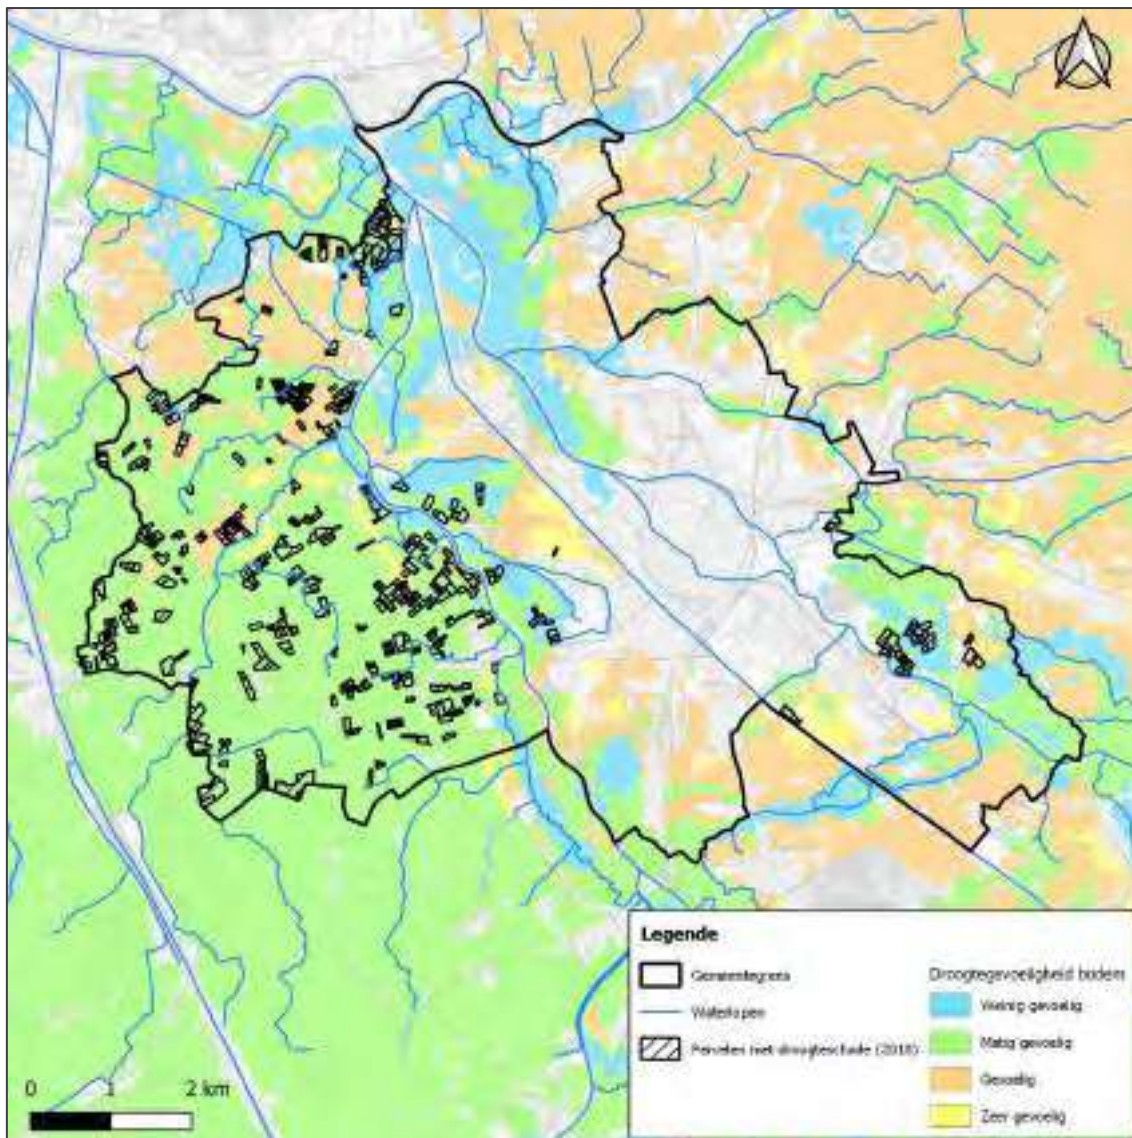 0 1 2 km
Legende
Gemeentegrens
Waterlopen
Percelen met droogteschade (2018)
Droogtegevoeligheid bodem
Weinig gevoelig
Matig gevoelig
Gevoelig
Zeer gevoelig